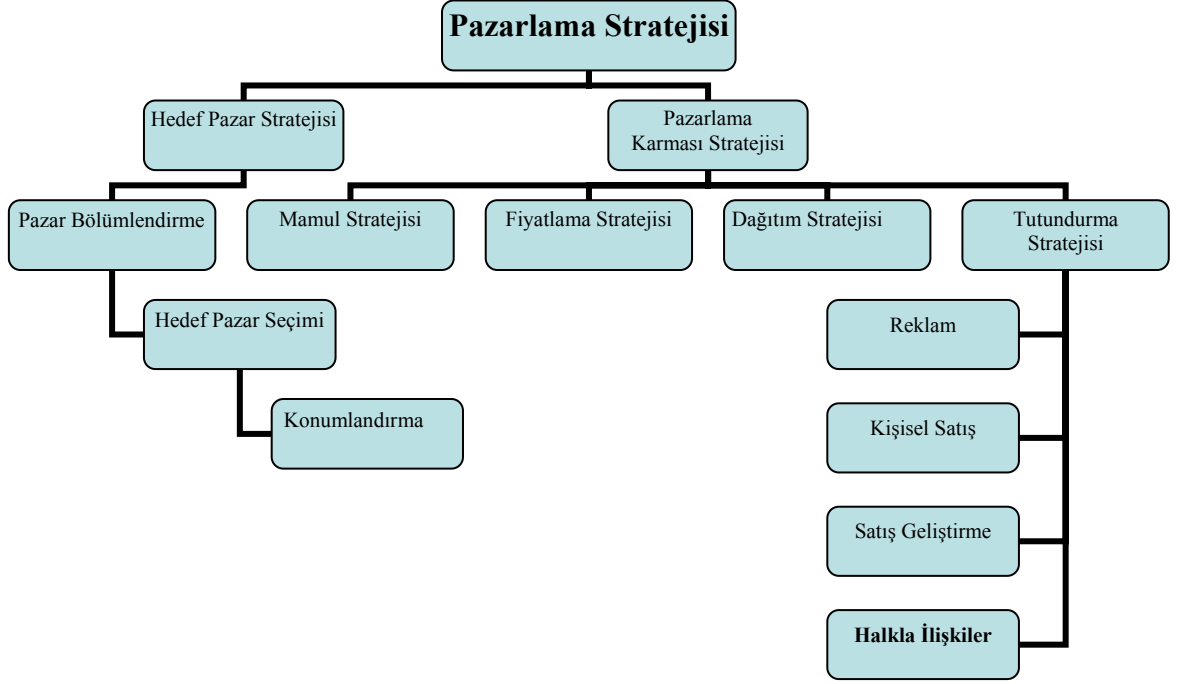 Pazarlama Stratejisi
Hedef Pazar Stratejisi
Pazarlama
Karması Stratejisi
Pazar Bölümlendirme
Mamul Stratejisi
Fiyatlama Stratejisi
Dağıtım Stratejisi
Tutundurma
Stratejisi
Hedef Pazar Seçimi
Reklam
Konumlandırma
Kişisel Satış
Satış Geliştirme
Halkla İlişkiler